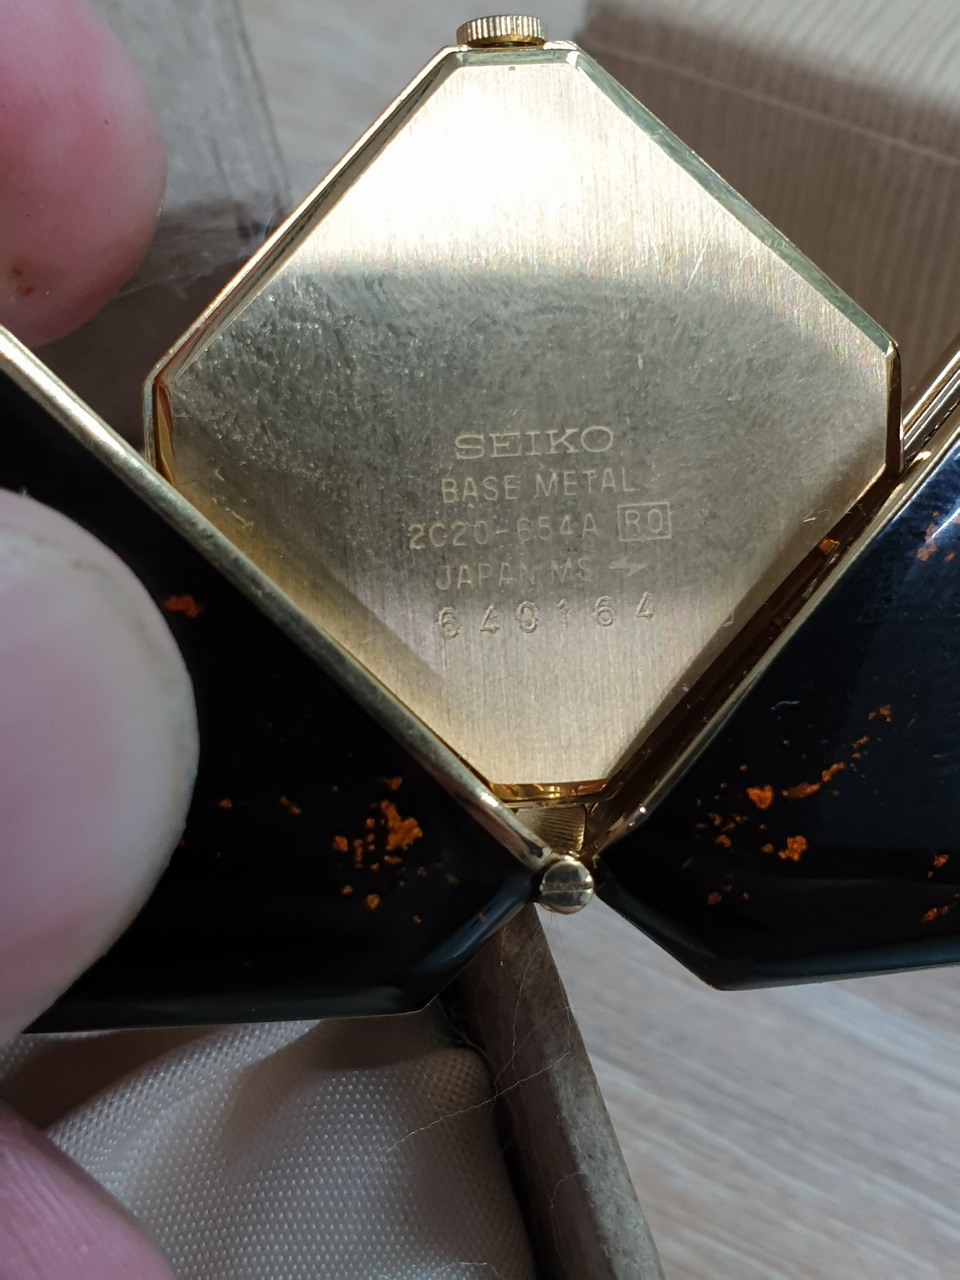 SEIKO
BASE METAL
2C20-654A RO
JAPAN MS
640164